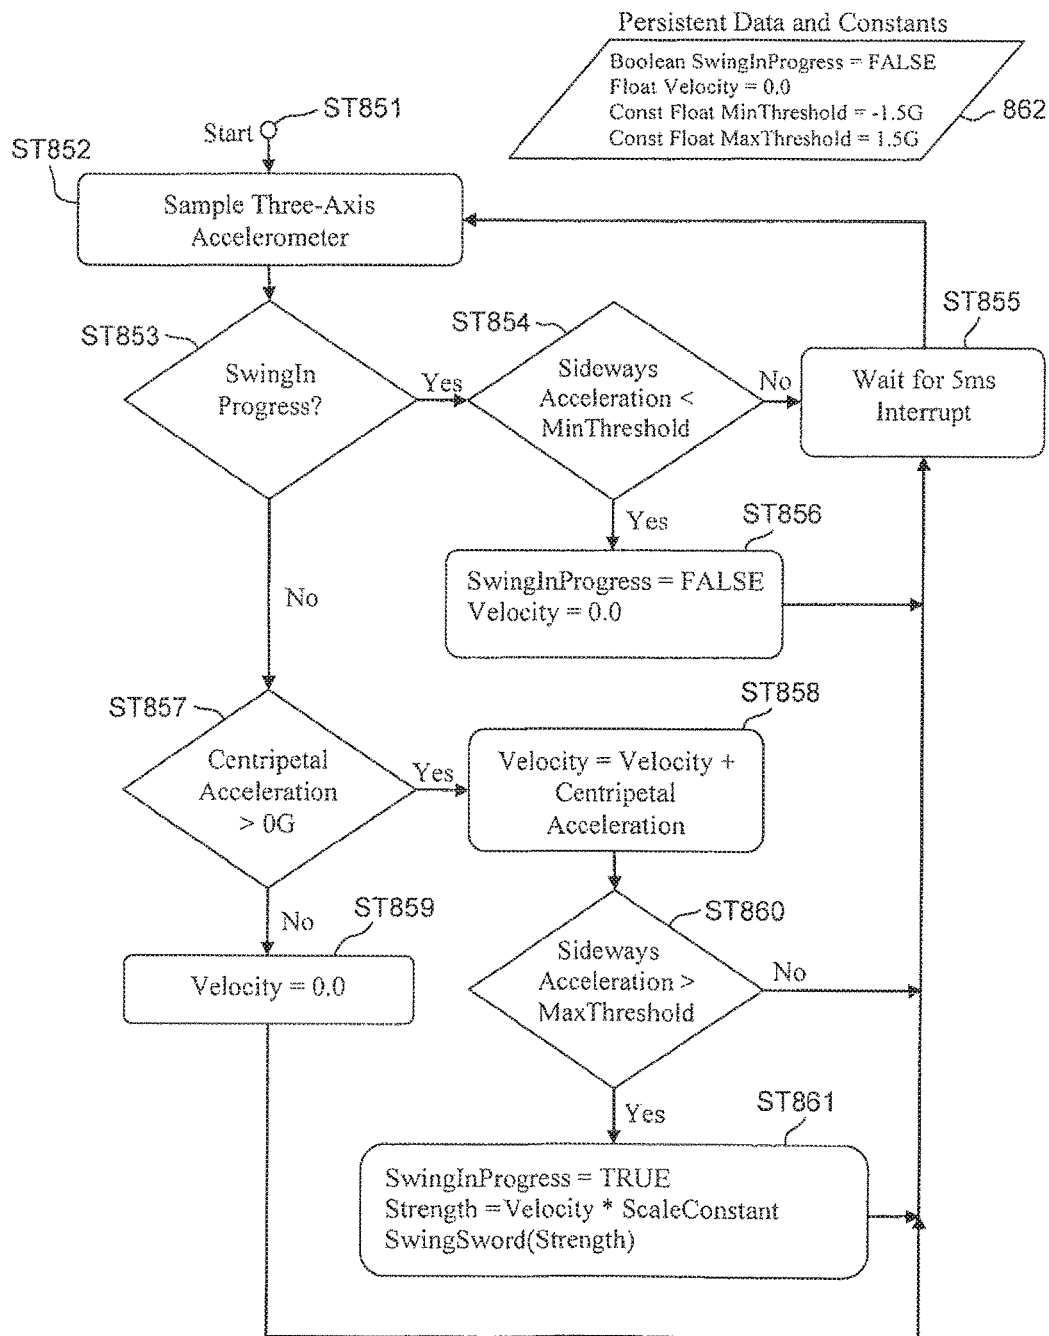 Persistent Data and Constants
Boolean SwingInProgress = FALSE
Float Velocity = 0.0
Const Float MinThreshold = -1.5G
Const Float MaxThreshold = 1.5G
862
ST851
Start
ST852
Sample Three-Axis
Accelerometer
ST853
SwingIn
Progress?
Yes
ST854
Sideways
Acceleration <
MinThreshold
No
ST855
Wait for 5ms
Interrupt
Yes
ST856
SwingInProgress = FALSE
Velocity = 0.0
No
ST857
Centripetal
Acceleration
> 0G
Yes
ST858
Velocity = Velocity +
Centripetal
Acceleration
No
ST859
Velocity = 0.0
ST860
Sideways
Acceleration >
MaxThreshold
No
Yes
ST861
SwingInProgress = TRUE
Strength =Velocity * ScaleConstant
SwingSword(Strength)